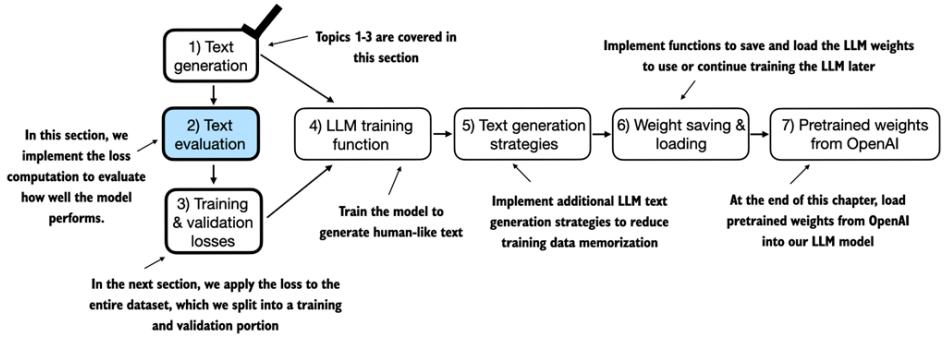 1) Text
generation
Topics 1-3 are covered in
this section
Implement functions to save and load the LLM weights
to use or continue training the LLM later
In this section, we
implement the loss
computation to evaluate
how well the model
performs.
2) Text
evaluation
4) LLM training
function
5) Text generation
strategies
6) Weight saving &
loading
7) Pretrained weights
from OpenAI
3) Training
& validation
losses
Train the model to
generate human-like text
Implement additional LLM text
generation strategies to reduce
training data memorization
At the end of this chapter, load
pretrained weights from OpenAI
into our LLM model
In the next section, we apply the loss to the
entire dataset, which we split into a training
and validation portion